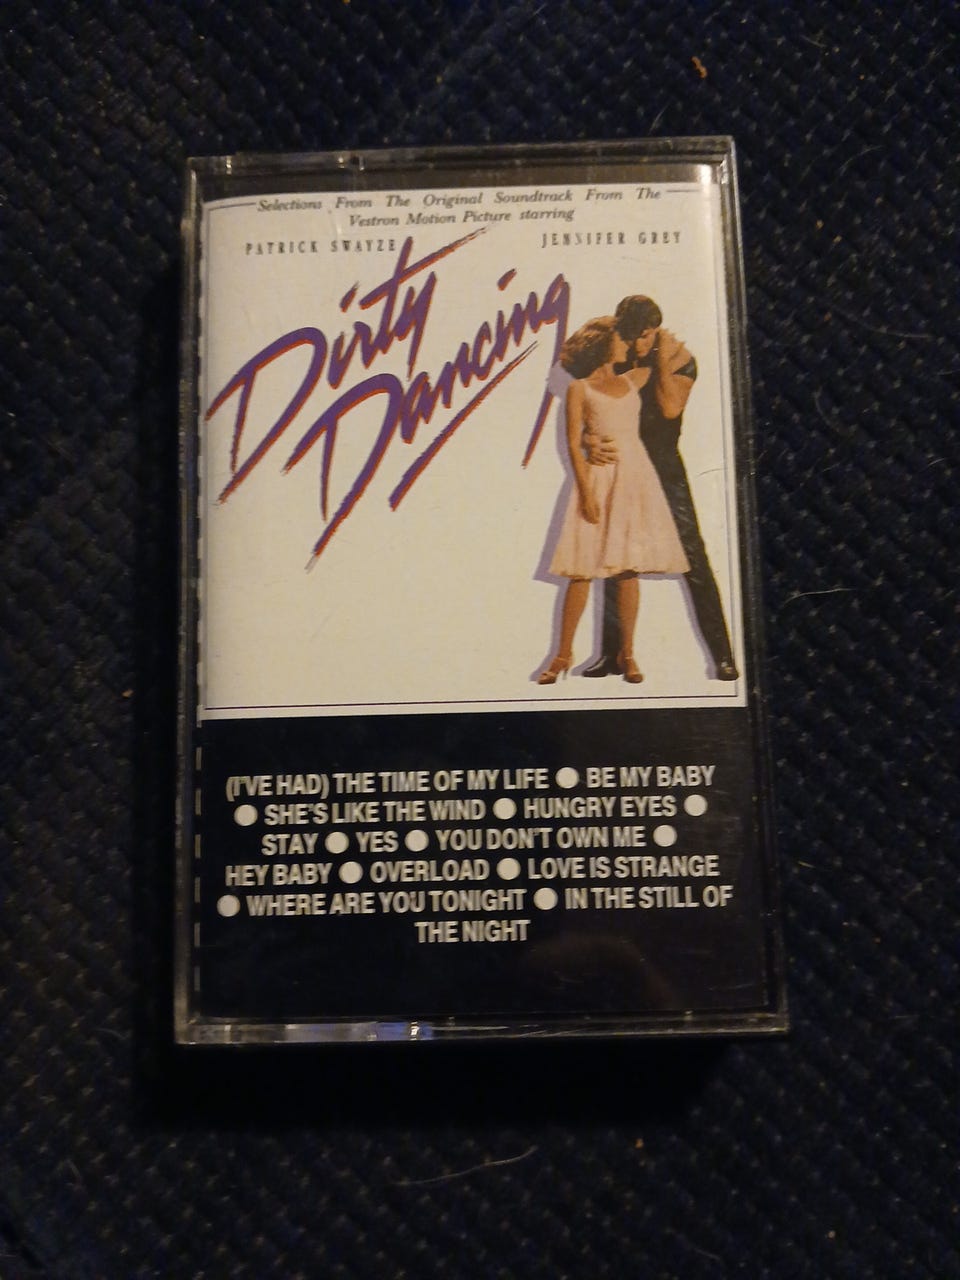 Selections From The Original Soundtrack From The
Vestron Motion Picture starring
PATRICK SWAYZE JENNIFER GREY
Dirty
Dancing
(I'VE HAD) THE TIME OF MY LIFE ● BE MY BABY
● SHE'S LIKE THE WIND ● HUNGRY EYES ●
STAY ● YES ● YOU DON'T OWN ME ●
HEY BABY ● OVERLOAD ● LOVE IS STRANGE
● WHERE ARE YOU TONIGHT ● IN THE STILL OF
THE NIGHT